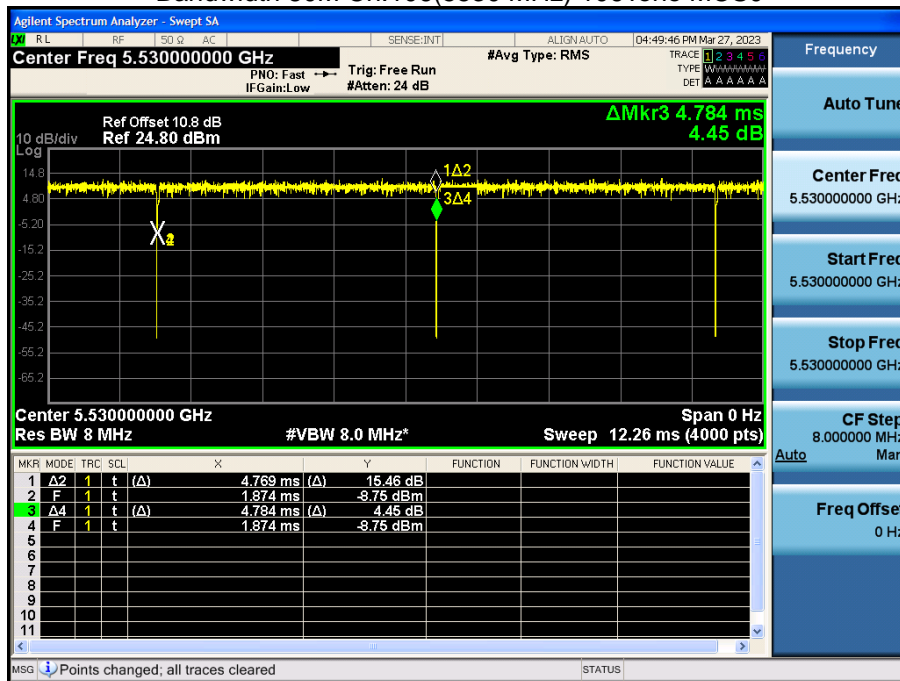 Agilent Spectrum Analyzer - Swept SA
LXI RL RF 50 Ω AC SENSE:INT ALIGN AUTO 04:49:46 PM Mar 27, 2023
Center Freq 5.530000000 GHz #Avg Type: RMS TRACE 1 2 3 4 5 6
PNO: Fast Trig: Free Run TYPE WWWWWW
IFGain:Low #Atten: 24 dB DET A A A A A A
Frequency
Auto Tune
Center Freq
5.530000000 GHz
Start Freq
5.530000000 GHz
Stop Freq
5.530000000 GHz
CF Step
8.000000 MHz
Auto Man
Freq Offset
0 Hz
ΔMkr3 4.784 ms
4.45 dB
Ref Offset 10.8 dB
10 dB/div Ref 24.80 dBm
Log
14.8
4.80
-5.20
-15.2
-25.2
-35.2
-45.2
-55.2
-65.2
1Δ2
3Δ4
Center 5.530000000 GHz Span 0 Hz
Res BW 8 MHz #VBW 8.0 MHz* Sweep 12.26 ms (4000 pts)
MKR MODE TRC SCL X Y FUNCTION FUNCTION WIDTH FUNCTION VALUE
1 Δ2 1 t (Δ) 4.769 ms (Δ) 15.46 dB
2 F 1 t 1.874 ms -8.75 dBm
3 Δ4 1 t (Δ) 4.784 ms (Δ) 4.45 dB
4 F 1 t 1.874 ms -8.75 dBm
5
6
7
8
9
10
11
MSG Points changed; all traces cleared STATUS